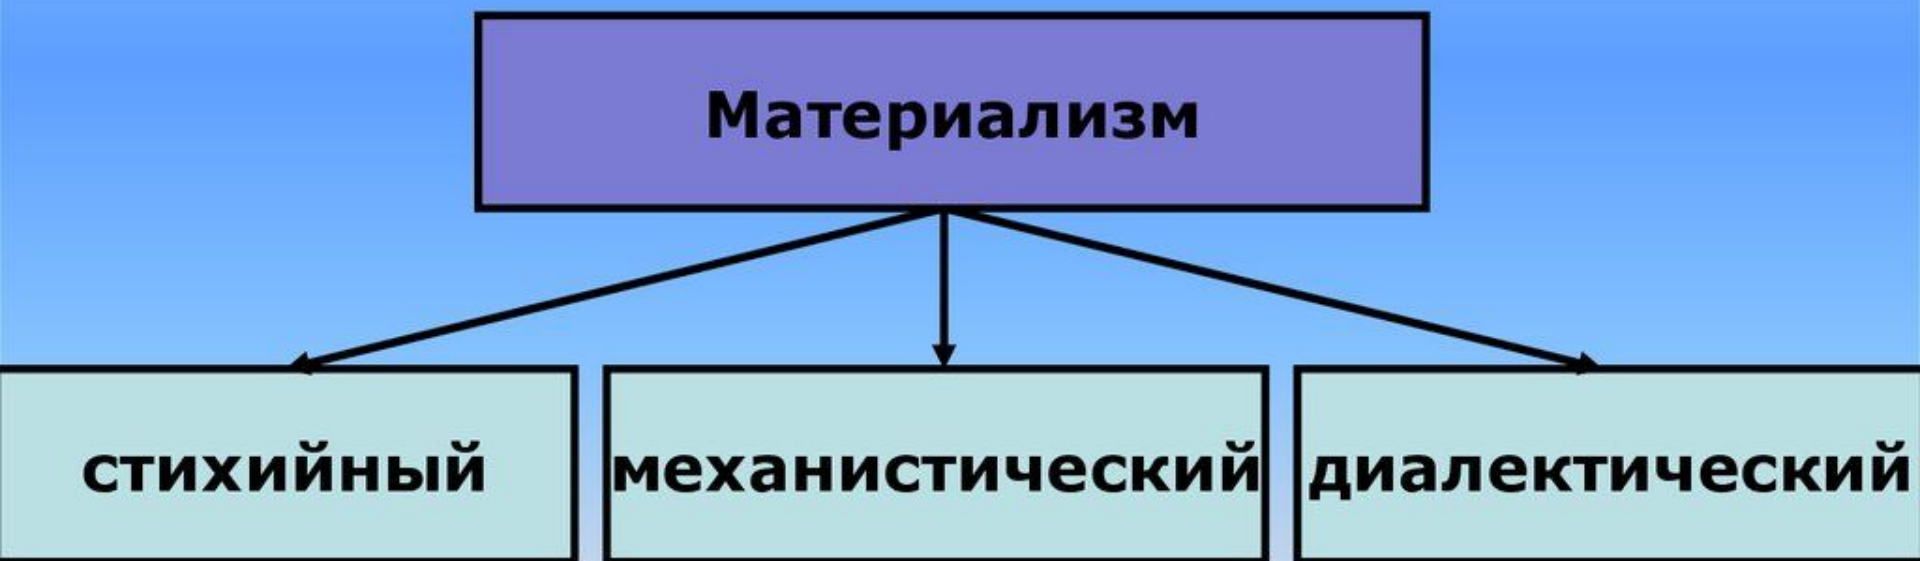 Материализм
стихийный
механистический
диалектический